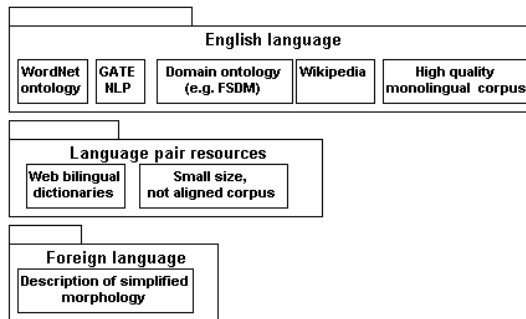 English language
WordNet
ontology
GATE
NLP
Domain ontology
(e.g. FSDM)
Wikipedia
High quality
monolingual corpus
Language pair resources
Web bilingual
dictionaries
Small size,
not aligned corpus
Foreign language
Description of simplified
morphology